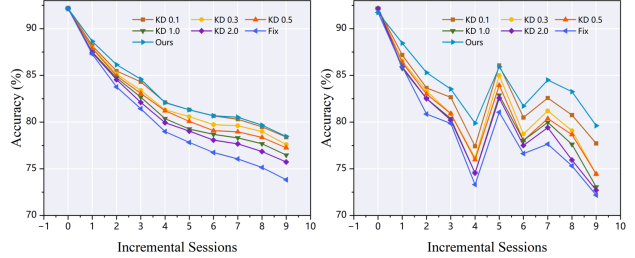 95
90
85
80
75
70
Accuracy (%)
KD 0.1 KD 0.3 KD 0.5
KD 1.0 KD 2.0 Fix
Ours
−1 0 1 2 3 4 5 6 7 8 9 10
Incremental Sessions
95
90
85
80
75
70
Accuracy (%)
KD 0.1 KD 0.3 KD 0.5
KD 1.0 KD 2.0 Fix
Ours
−1 0 1 2 3 4 5 6 7 8 9 10
Incremental Sessions